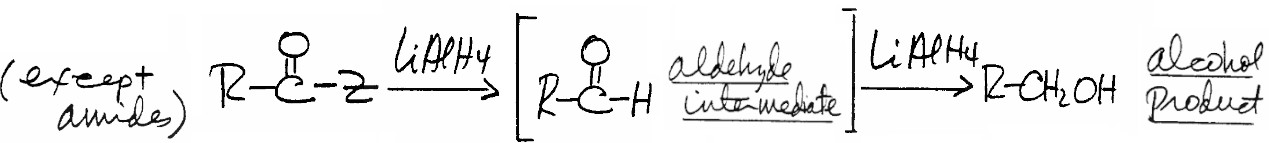 (except amides) R-C(=O)-Z LiAlH4 → [R-C(=O)-H aldehyde intermediate] LiAlH4 → R-CH2OH alcohol product